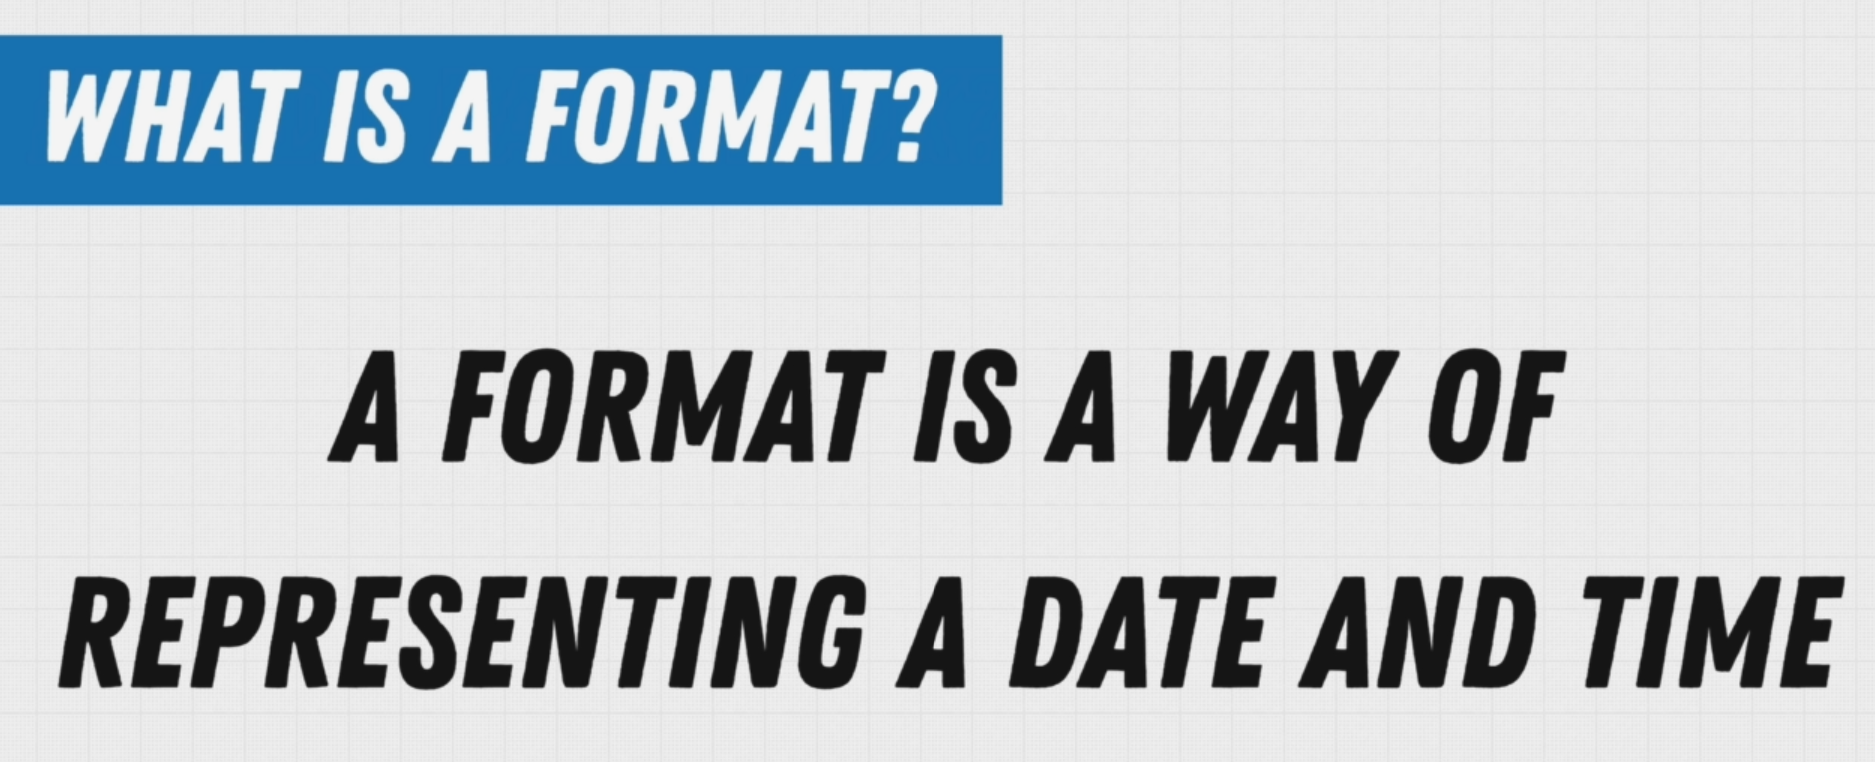 WHAT IS A FORMAT?
A FORMAT IS A WAY OF
REPRESENTING A DATE AND TIME